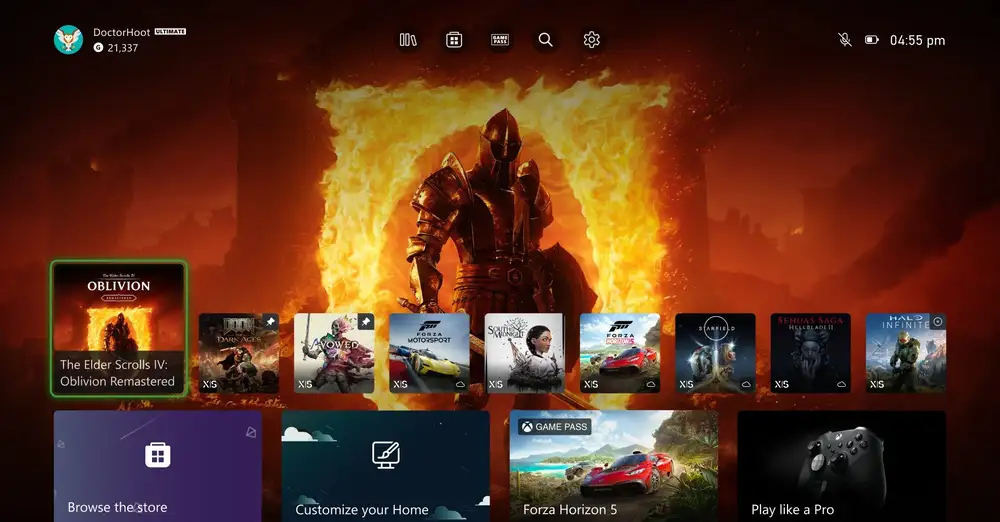 DoctorHoot ULTIMATE
G 21,337
GAME PASS
04:55 pm
The Elder Scrolls IV
OBLIVION
REMASTERED
The Elder Scrolls IV:
Oblivion Remastered
DOOM
THE DARK AGES
X|S
AVOWED
X|S
FORZA
MOTORSPORT
X|S
SOUTH OF MIDNIGHT
X|S
FORZA
HORIZON 5
X|S
STARFIELD
X|S
SENUA'S SAGA
HELLBLADE II
X|S
HALO
INFINITE
X|S
Browse the store
Customize your Home
GAME PASS
Forza Horizon 5
Play like a Pro